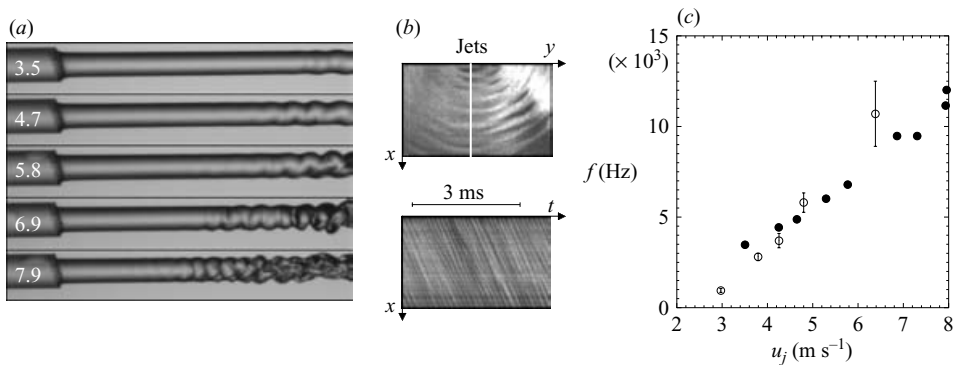 (a)
3.5
4.7
5.8
6.9
7.9
(b)
Jets
y
x
3 ms
t
x
(c)
15
(× 10³)
10
f (Hz)
5
0
2 3 4 5 6 7 8
u_j (m s⁻¹)